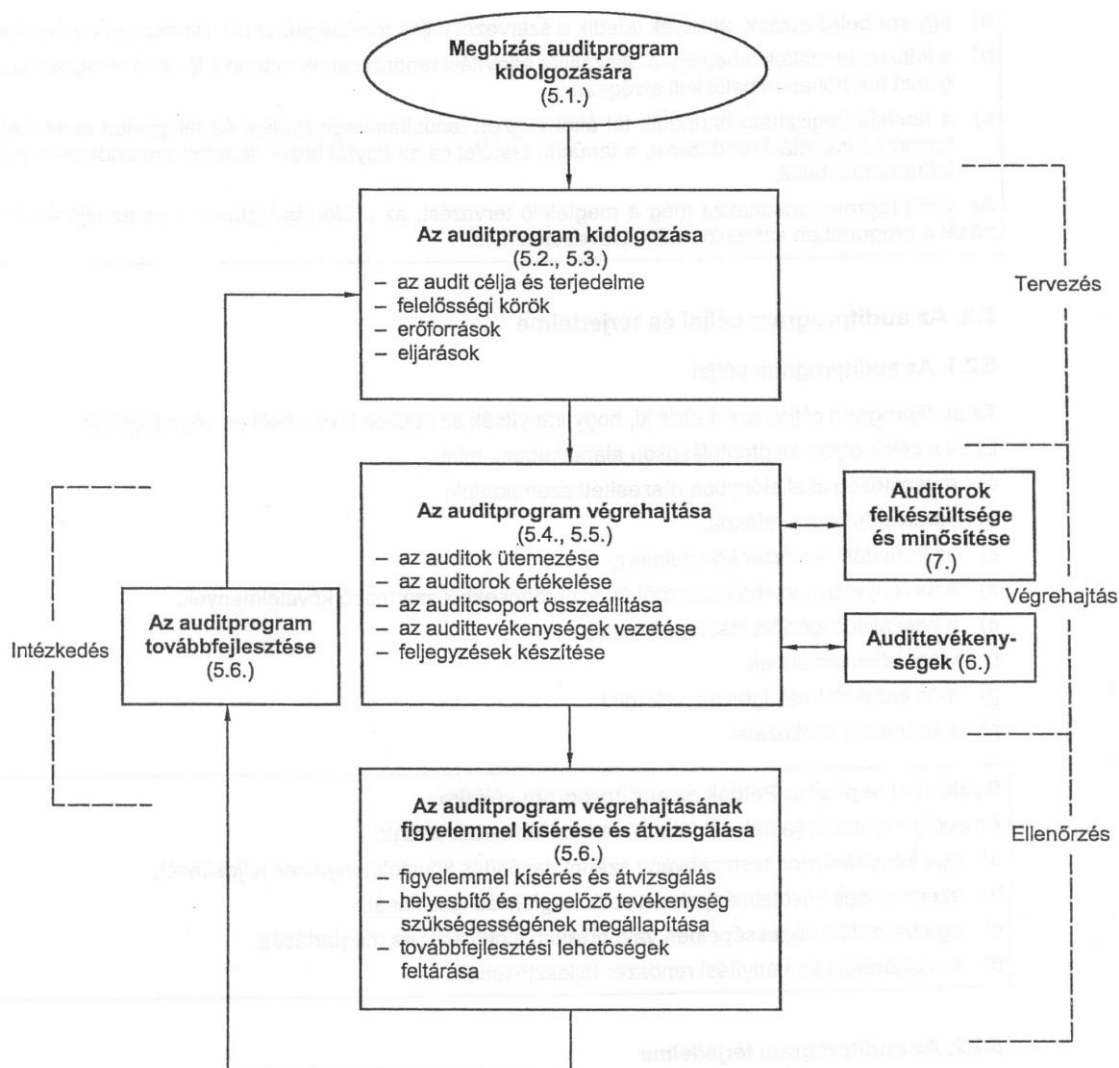 Megbízás auditprogram
kidolgozására
(5.1.)
Az auditprogram kidolgozása
(5.2., 5.3.)
– az audit célja és terjedelme
– felelősségi körök
– erőforrások
– eljárások
Tervezés
Az auditprogram végrehajtása
(5.4., 5.5.)
– az auditok ütemezése
– az auditorok értékelése
– az auditcsoport összeállítása
– az audittevékenységek vezetése
– feljegyzések készítése
Auditorok
felkészültsége
és minősítése
(7.)
Audittevékeny-
ségek (6.)
Végrehajtás
Az auditprogram
továbbfejlesztése
(5.6.)
Intézkedés
Az auditprogram végrehajtásának
figyelemmel kísérése és átvizsgálása
(5.6.)
– figyelemmel kísérés és átvizsgálás
– helyesbítő és megelőző tevékenység
szükségességének megállapítása
– továbbfejlesztési lehetőségek
feltárása
Ellenőrzés